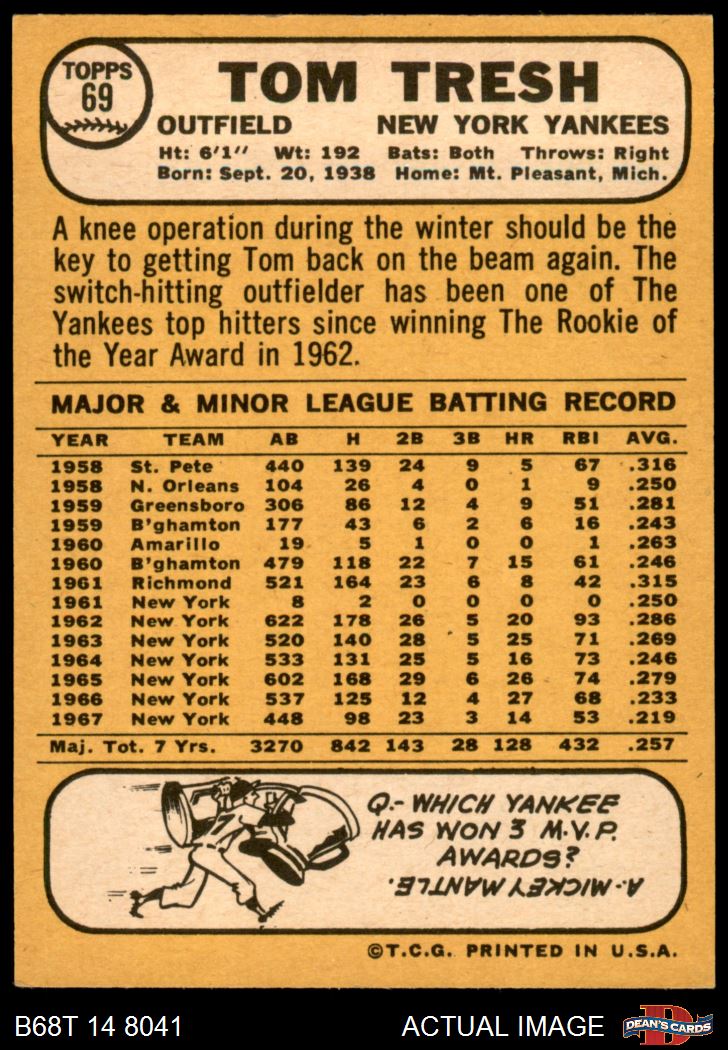 TOPPS
69
TOM TRESH
OUTFIELD NEW YORK YANKEES
Ht: 6'1" Wt: 192 Bats: Both Throws: Right
Born: Sept. 20, 1938 Home: Mt. Pleasant, Mich.
A knee operation during the winter should be the
key to getting Tom back on the beam again. The
switch-hitting outfielder has been one of The
Yankees top hitters since winning The Rookie of
the Year Award in 1962.
MAJOR & MINOR LEAGUE BATTING RECORD
YEAR TEAM AB H 2B 3B HR RBI AVG.
1958 St. Pete 440 139 24 9 5 67 .316
1958 N. Orleans 104 26 4 0 1 9 .250
1959 Greensboro 306 86 12 4 9 51 .281
1959 B'ghamton 177 43 6 2 6 16 .243
1960 Amarillo 19 5 1 0 0 1 .263
1960 B'ghamton 479 118 22 7 15 61 .246
1961 Richmond 521 164 23 6 8 42 .315
1961 New York 8 2 0 0 0 0 .250
1962 New York 622 178 26 5 20 93 .286
1963 New York 520 140 28 5 25 71 .269
1964 New York 533 131 25 5 16 73 .246
1965 New York 602 168 29 6 26 74 .279
1966 New York 537 125 12 4 27 68 .233
1967 New York 448 98 23 3 14 53 .219
Maj. Tot. 7 Yrs. 3270 842 143 28 128 432 .257
7
Q.- WHICH YANKEE
HAS WON 3 M.V.P.
AWARDS?
A.- MICKEY MANTLE.
©T.C.G. PRINTED IN U.S.A.
B68T 14 8041 ACTUAL IMAGE
D
DEAN'S CARDS